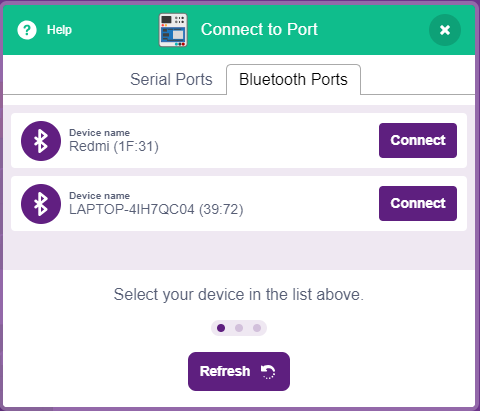 Help
Connect to Port
Serial Ports
Bluetooth Ports
Device name
Redmi (1F:31)
Connect
Device name
LAPTOP-4IH7QC04 (39:72)
Connect
Select your device in the list above.
Refresh